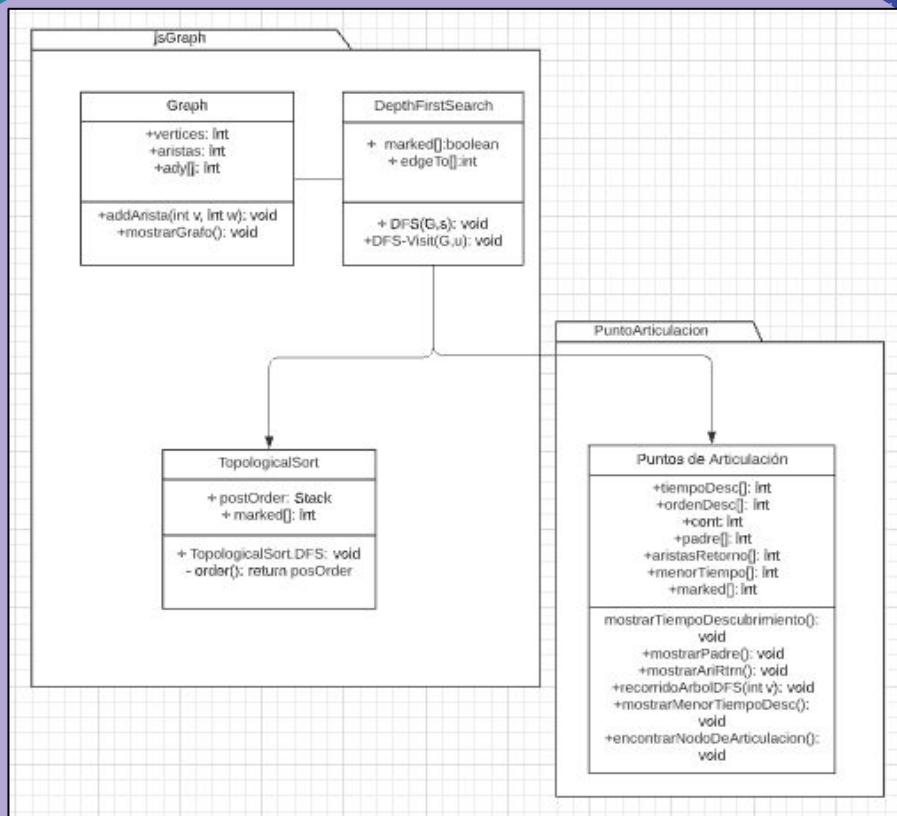 jsGraph
Graph
+vertices: Int
+aristas: Int
+ady[]: Int
+addArista(int v, Int w): void
+mostrarGrafo(): void
DepthFirstSearch
+ marked[]:boolean
+ edgeTo[]:int
+ DFS(G,s): void
+DFS-Visit(G,u): void
TopologicalSort
+ postOrder: Stack
+ marked[]: Int
+ TopologicalSort.DFS: void
- order(): return posOrder
PuntoArticulacion
Puntos de Articulación
+tiempoDesc[]: Int
+ordenDesc[]: Int
+cont: Int
+padre[]: Int
+aristasRetorno[]: Int
+menorTiempo[]: Int
+marked[]: Int
mostrarTiempoDescubrimiento():
void
+mostrarPadre(): void
+mostrarAriRtrn(): void
+recorridoArbolDFS(int v): void
+mostrarMenorTiempoDesc():
void
+encontrarNodoDeArticulacion():
void